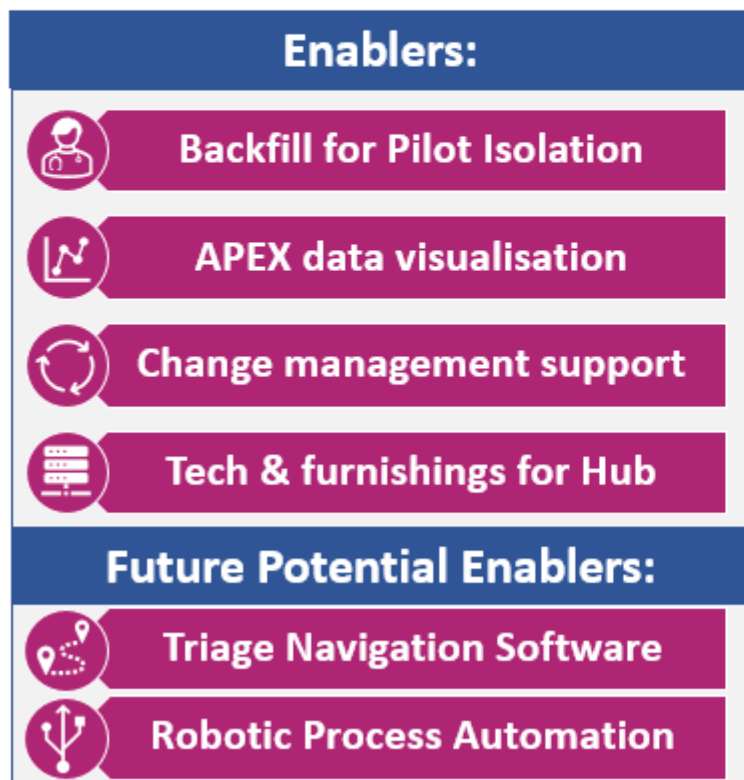 Enablers:
Backfill for Pilot Isolation
APEX data visualisation
Change management support
Tech & furnishings for Hub
Future Potential Enablers:
Triage Navigation Software
Robotic Process Automation